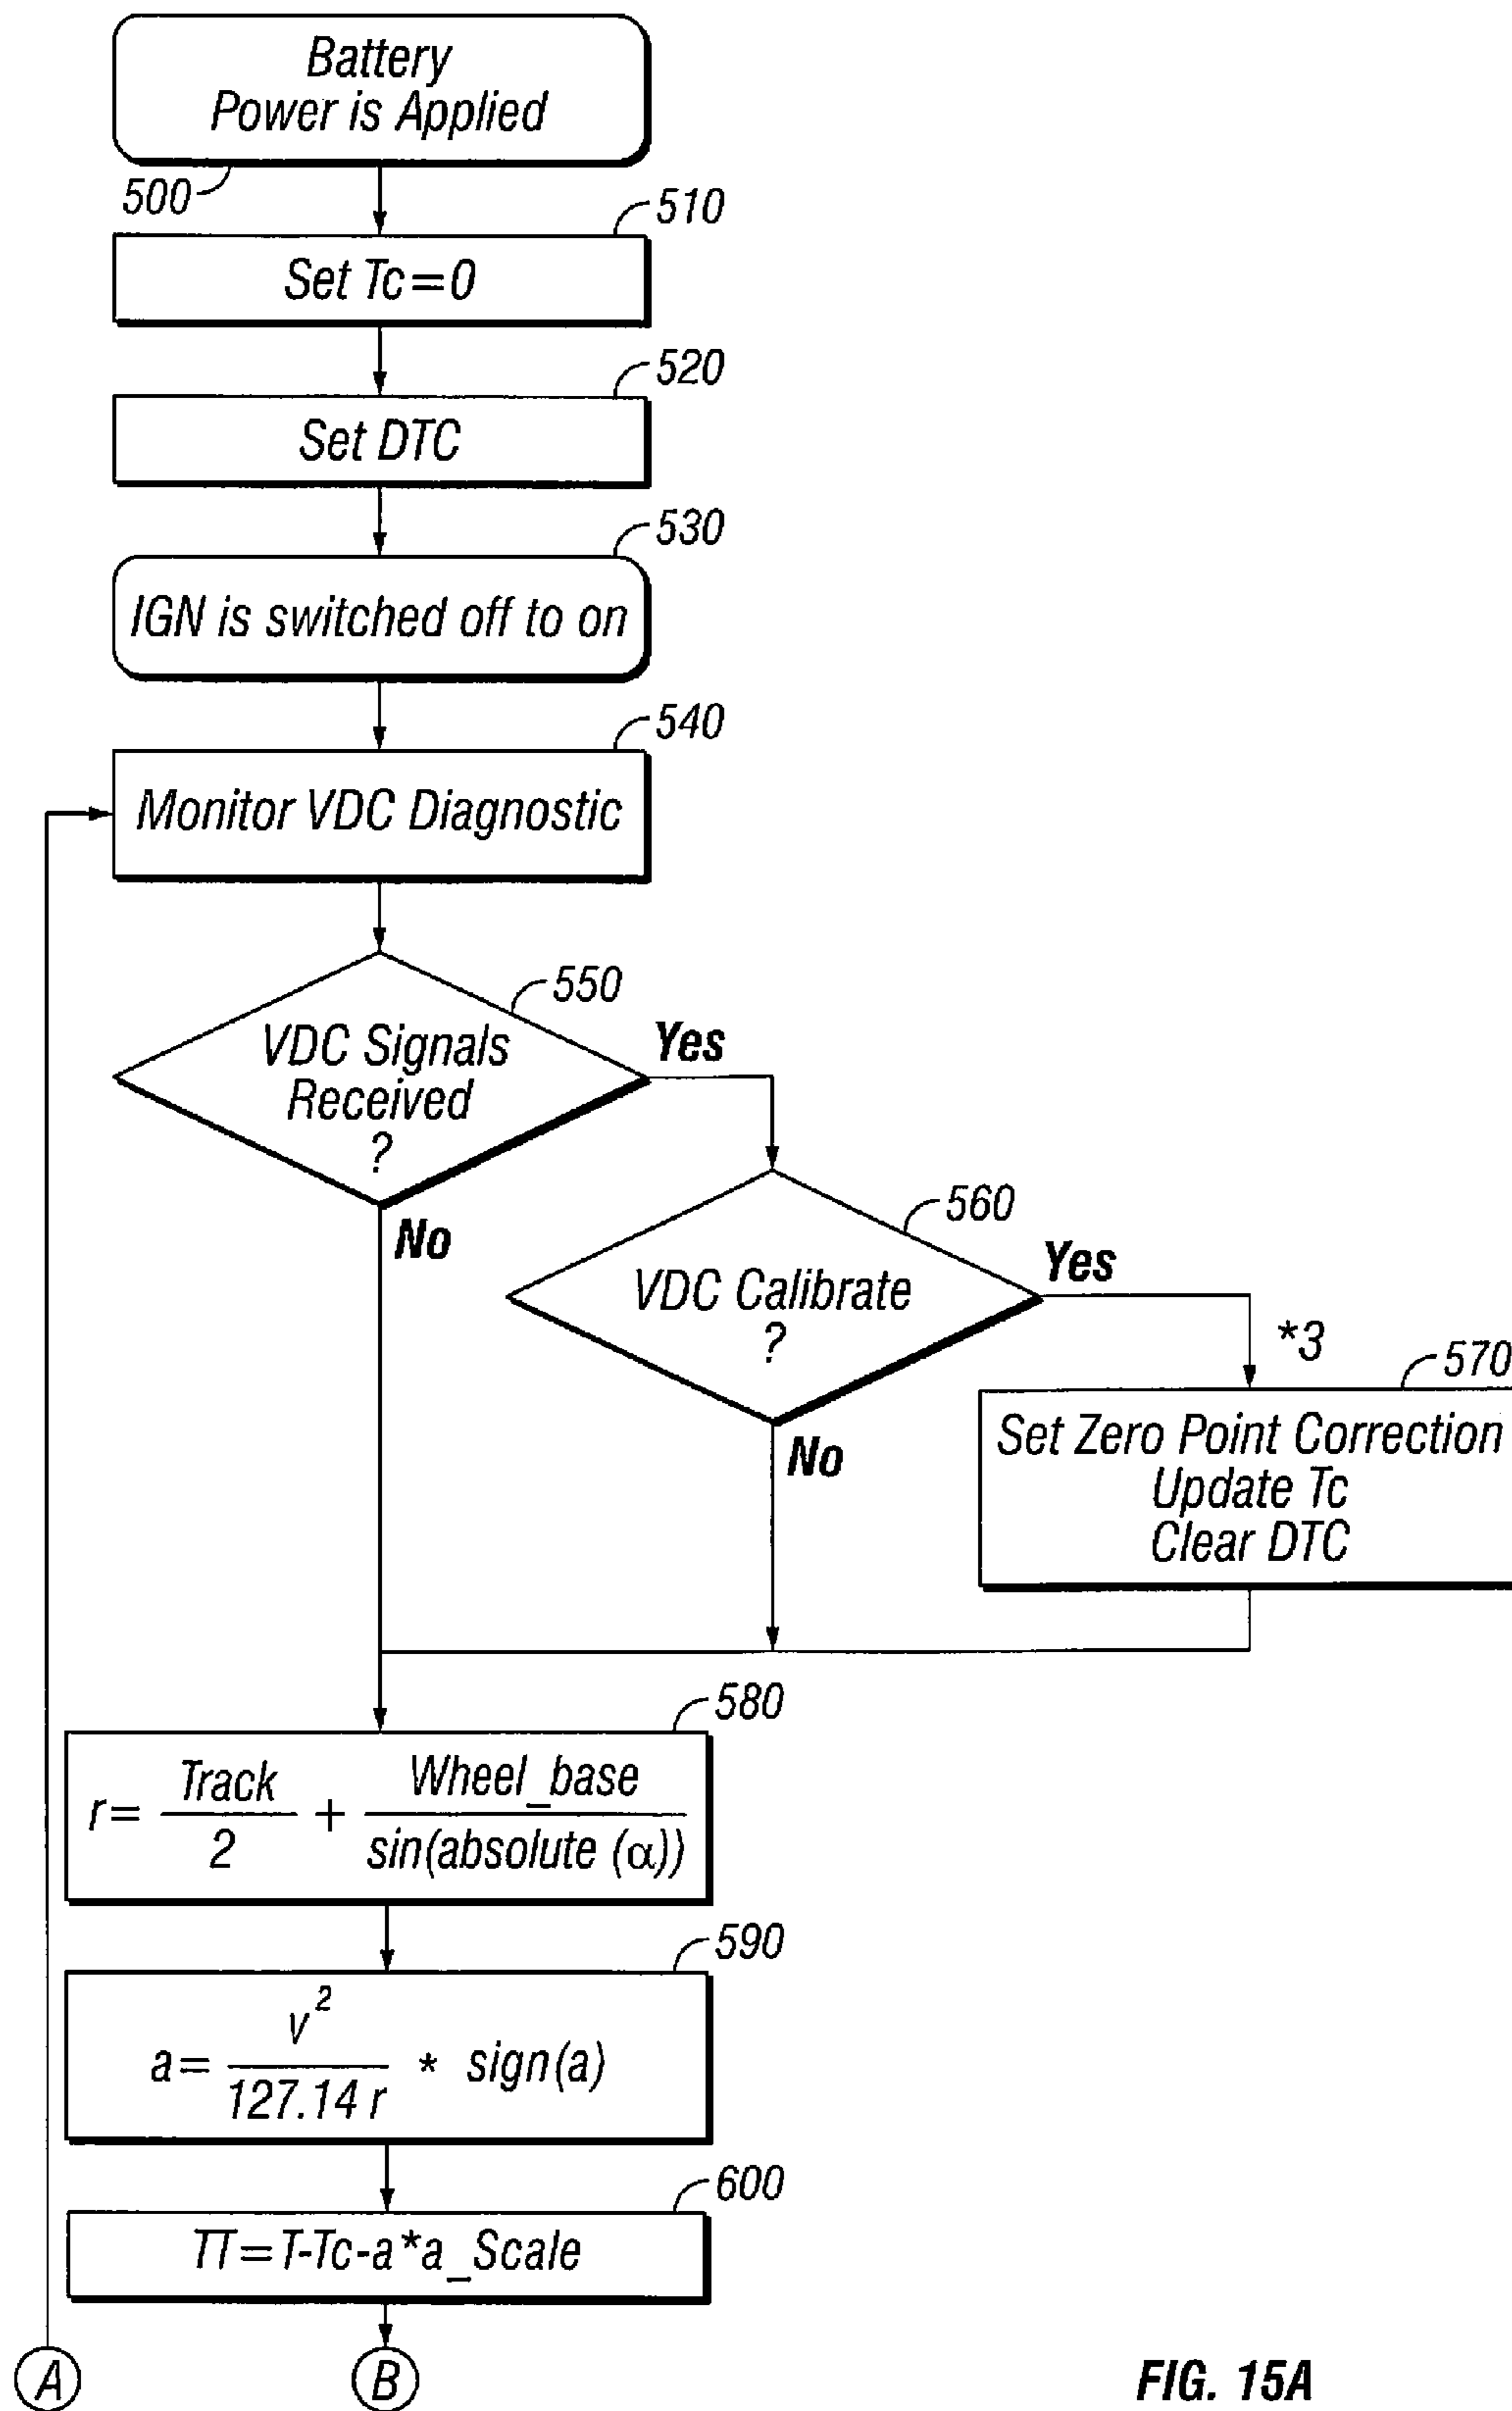 Battery
Power is Applied
500
510
Set Tc=0
520
Set DTC
530
IGN is switched off to on
540
Monitor VDC Diagnostic
550
VDC Signals
Received
?
Yes
No
560
VDC Calibrate
?
Yes
No
*3
570
Set Zero Point Correction
Update Tc
Clear DTC
580
r= Track/2 + Wheel_base/sin(absolute (α))
590
a= v²/127.14 r * sign(a)
600
TT=T-Tc-a*a_Scale
A
B
FIG. 15A